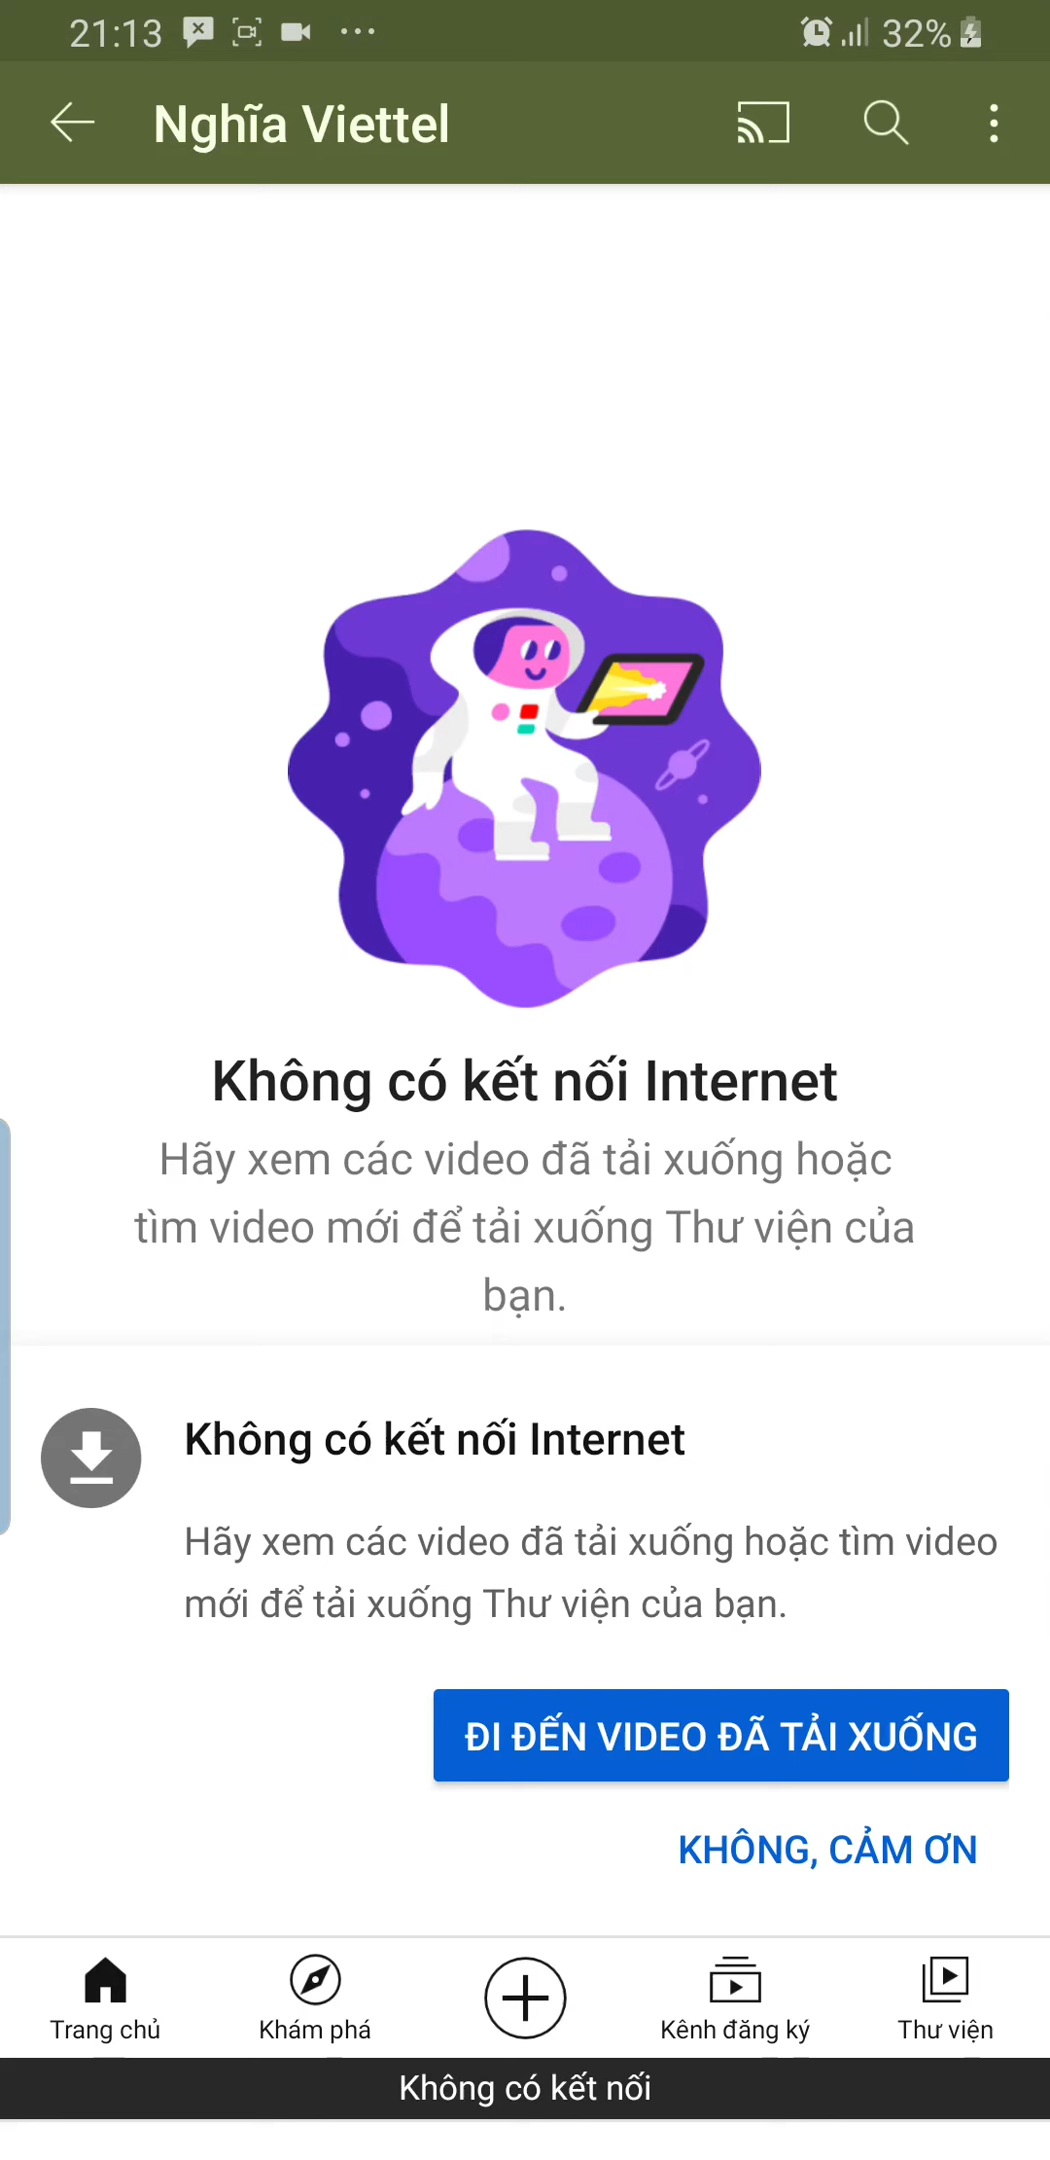 21:13
32%
Nghĩa Viettel
Không có kết nối Internet
Hãy xem các video đã tải xuống hoặc
tìm video mới để tải xuống Thư viện của
bạn.
Không có kết nối Internet
Hãy xem các video đã tải xuống hoặc tìm video
mới để tải xuống Thư viện của bạn.
ĐI ĐẾN VIDEO ĐÃ TẢI XUỐNG
KHÔNG, CẢM ƠN
Trang chủ
Khám phá
Kênh đăng ký
Thư viện
Không có kết nối